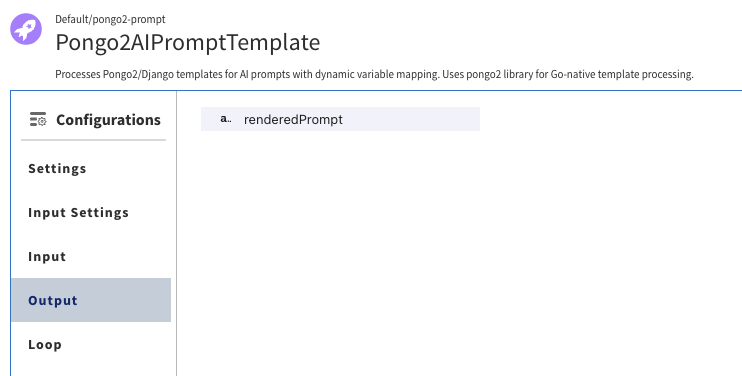 Default/pongo2-prompt
Pongo2AIPromptTemplate
Processes Pongo2/Django templates for AI prompts with dynamic variable mapping. Uses pongo2 library for Go-native template processing.
Configurations
a.. renderedPrompt
Settings
Input Settings
Input
Output
Loop